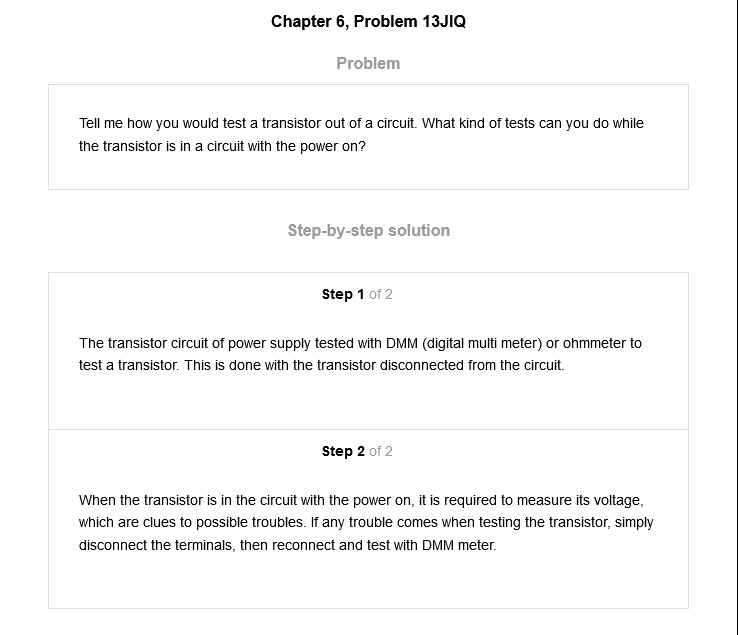 Chapter 6, Problem 13JIQ
Problem
Tell me how you would test a transistor out of a circuit. What kind of tests can you do while
the transistor is in a circuit with the power on?
Step-by-step solution
Step 1 of 2
The transistor circuit of power supply tested with DMM (digital multi meter) or ohmmeter to
test a transistor. This is done with the transistor disconnected from the circuit.
Step 2 of 2
When the transistor is in the circuit with the power on, it is required to measure its voltage,
which are clues to possible troubles. If any trouble comes when testing the transistor, simply
disconnect the terminals, then reconnect and test with DMM meter.